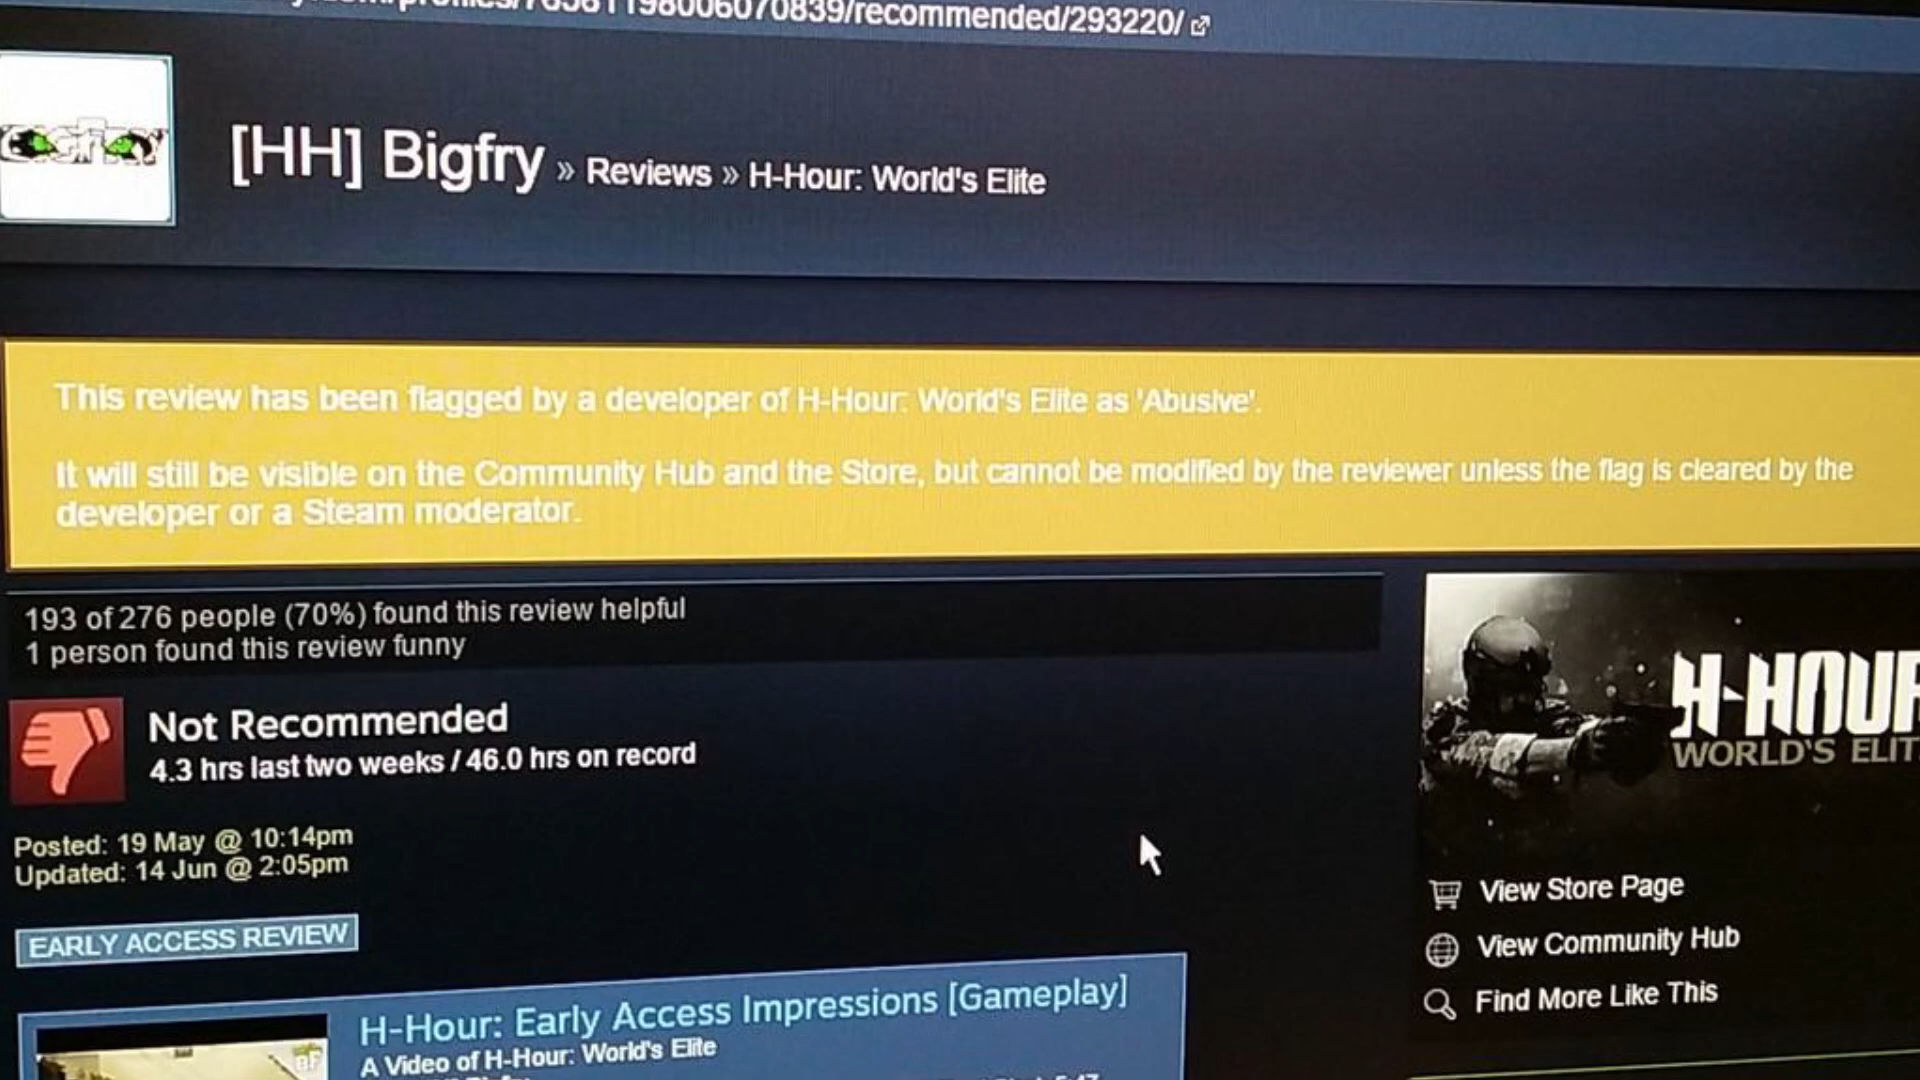 /recommended/293220/
[HH] Bigfry » Reviews » H-Hour: World's Elite
This review has been flagged by a developer of H-Hour: World's Elite as 'Abusive'.
It will still be visible on the Community Hub and the Store, but cannot be modified by the reviewer unless the flag is cleared by the
developer or a Steam moderator.
193 of 276 people (70%) found this review helpful
1 person found this review funny
Not Recommended
4.3 hrs last two weeks / 46.0 hrs on record
Posted: 19 May @ 10:14pm
Updated: 14 Jun @ 2:05pm
EARLY ACCESS REVIEW
H-Hour: Early Access Impressions [Gameplay]
A Video of H-Hour: World's Elite
BF
H-HOUR
WORLD'S ELIT
View Store Page
View Community Hub
Find More Like This